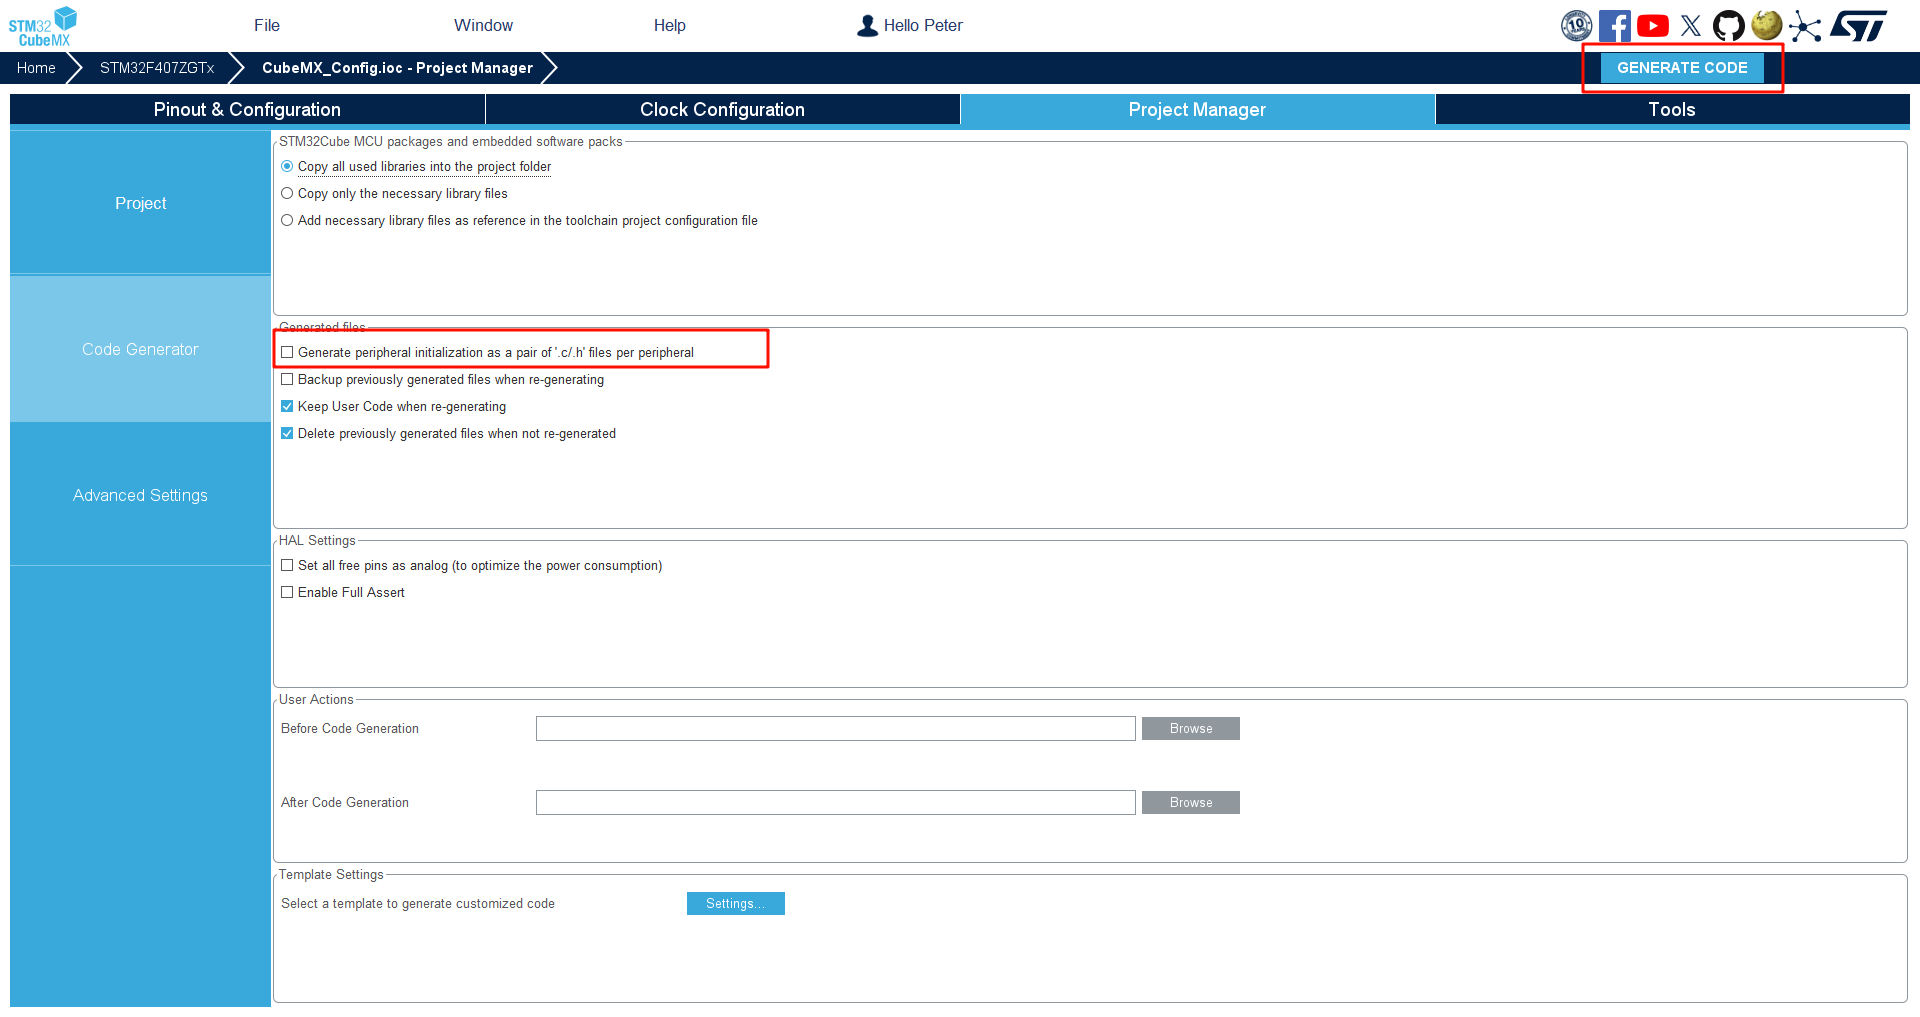 STM32
CubeMX
File
Window
Help
Hello Peter
10
Home
STM32F407ZGTx
CubeMX_Config.ioc - Project Manager
GENERATE CODE
Pinout & Configuration
Clock Configuration
Project Manager
Tools
Project
Code Generator
Advanced Settings
STM32Cube MCU packages and embedded software packs
Copy all used libraries into the project folder
Copy only the necessary library files
Add necessary library files as reference in the toolchain project configuration file
Generated files
Generate peripheral initialization as a pair of '.c/.h' files per peripheral
Backup previously generated files when re-generating
Keep User Code when re-generating
Delete previously generated files when not re-generated
HAL Settings
Set all free pins as analog (to optimize the power consumption)
Enable Full Assert
User Actions
Before Code Generation
Browse
After Code Generation
Browse
Template Settings
Select a template to generate customized code
Settings...